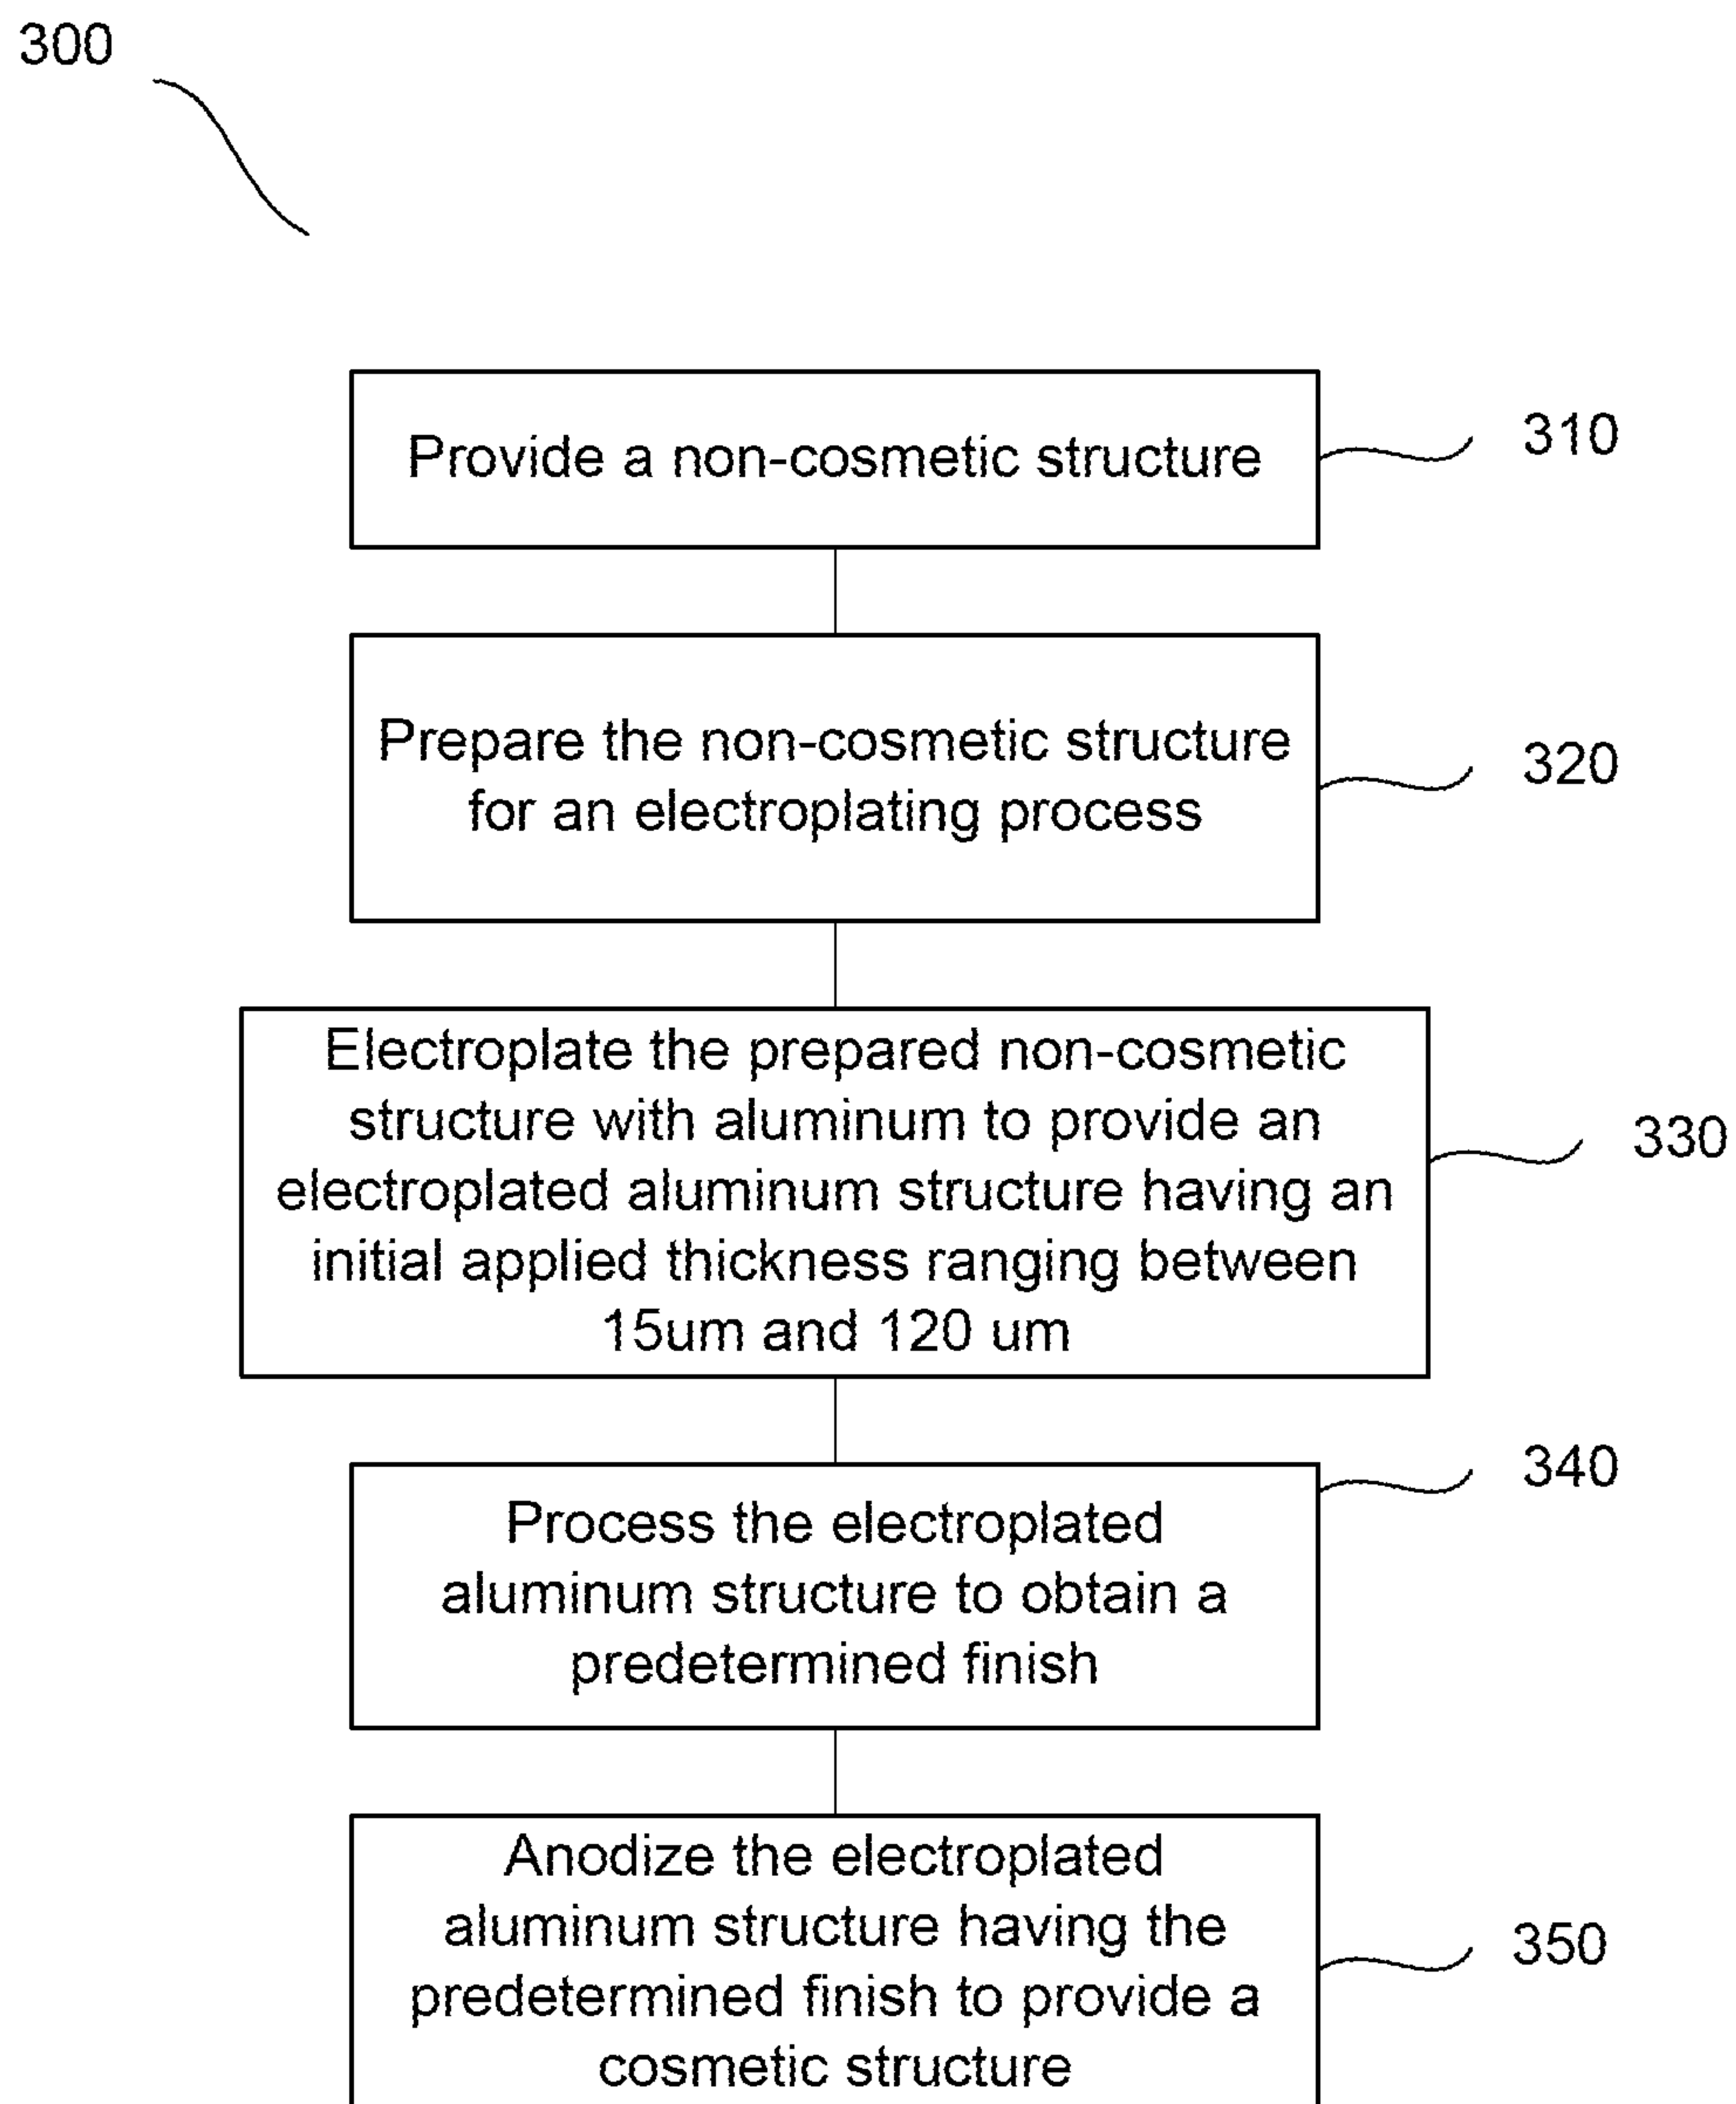 300
Provide a non-cosmetic structure
310
Prepare the non-cosmetic structure
for an electroplating process
320
Electroplate the prepared non-cosmetic
structure with aluminum to provide an
electroplated aluminum structure having an
initial applied thickness ranging between
15um and 120 um
330
Process the electroplated
aluminum structure to obtain a
predetermined finish
340
Anodize the electroplated
aluminum structure having the
predetermined finish to provide a
cosmetic structure
350